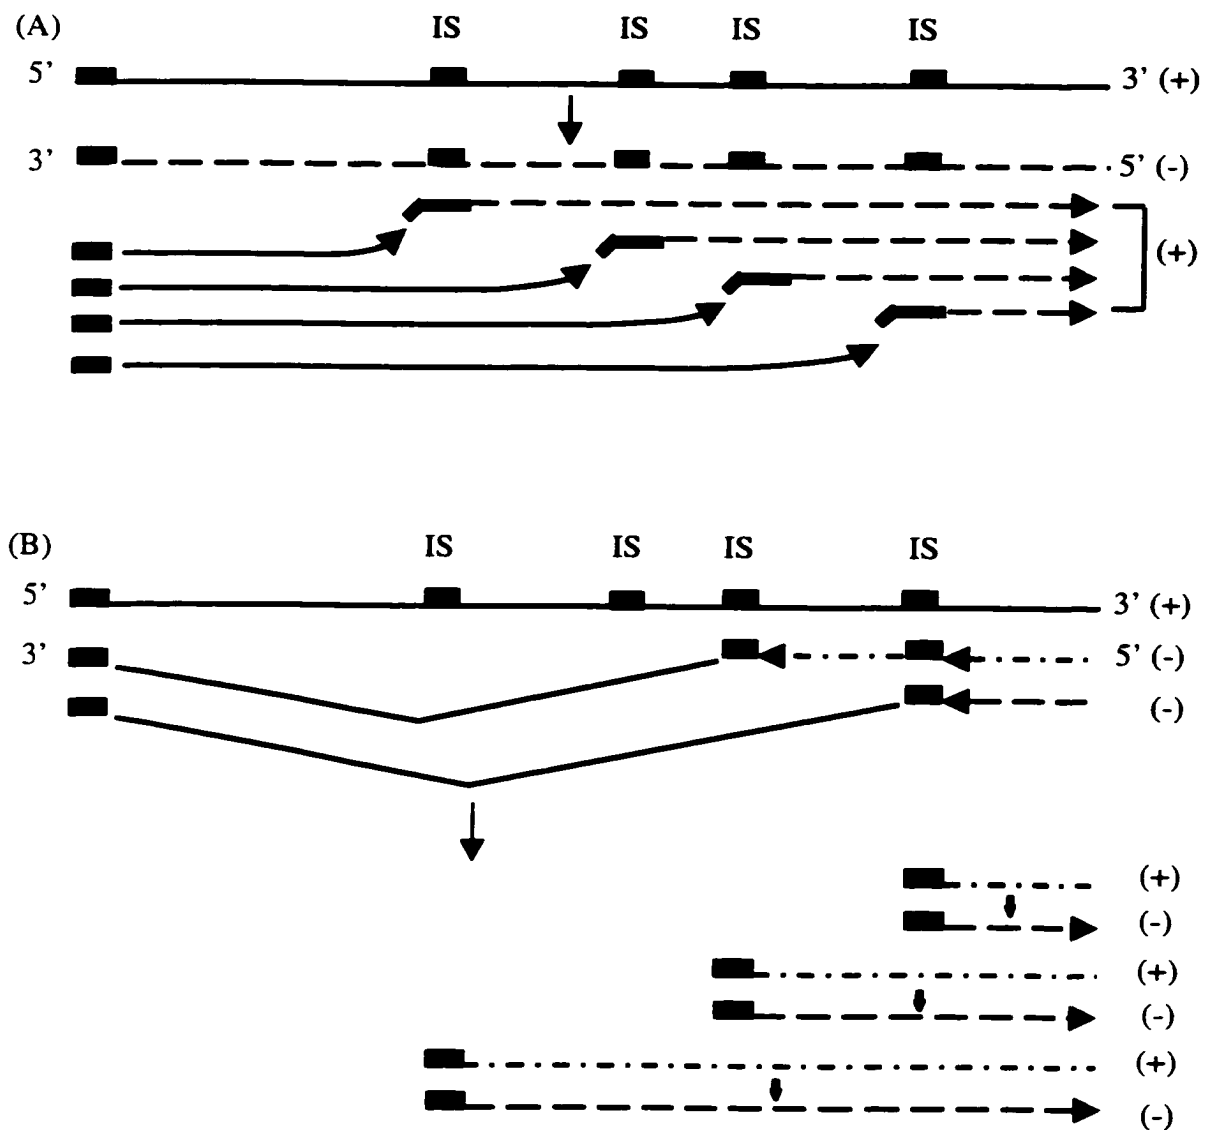 (A) IS IS IS IS
5’ 3’ (+)
3’ 5’ (-)
(+)
(B) IS IS IS IS
5’ 3’ (+)
3’ 5’ (-)
(-)
(+)
(-)
(+)
(-)
(+)
(-)